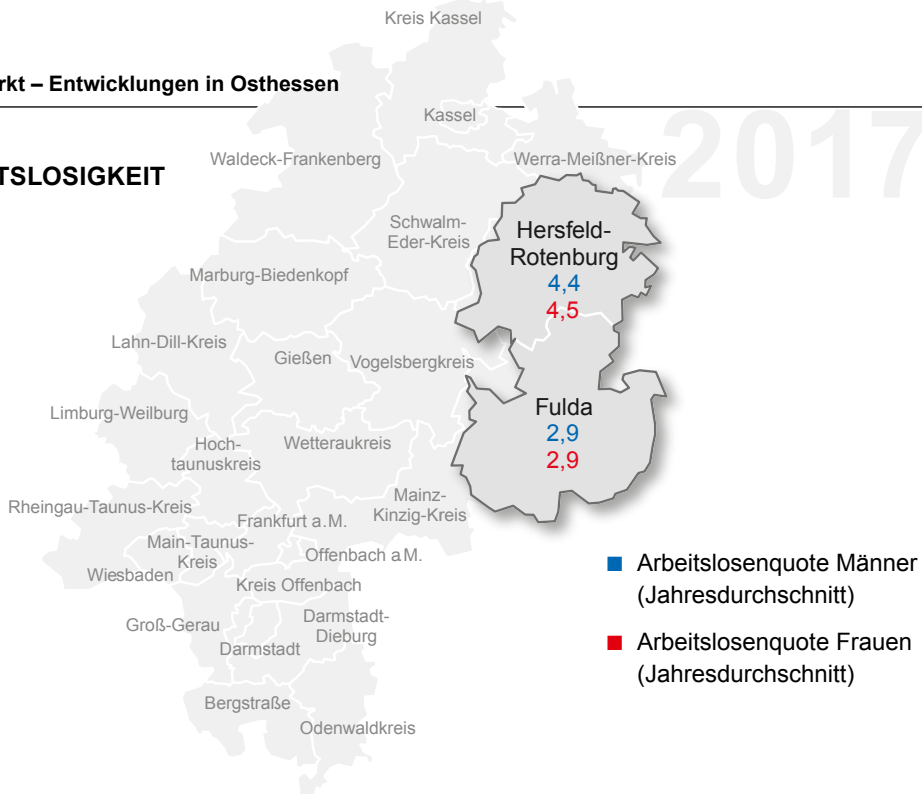 Kreis Kassel
rkt – Entwicklungen in Osthessen
2017
Kassel
TSLOSIGKEIT
Waldeck-Frankenberg
Werra-Meißner-Kreis
Schwalm-
Eder-Kreis
Hersfeld-
Rotenburg
4,4
4,5
Marburg-Biedenkopf
Lahn-Dill-Kreis
Gießen
Vogelsbergkreis
Fulda
2,9
2,9
Limburg-Weilburg
Hoch-
taunuskreis
Wetteraukreis
Rheingau-Taunus-Kreis
Frankfurt a.M.
Mainz-
Kinzig-Kreis
Main-Taunus-
Kreis
Offenbach a.M.
Wiesbaden
Kreis Offenbach
Groß-Gerau
Darmstadt-
Dieburg
Darmstadt
Bergstraße
Odenwaldkreis
Arbeitslosenquote Männer
(Jahresdurchschnitt)
Arbeitslosenquote Frauen
(Jahresdurchschnitt)